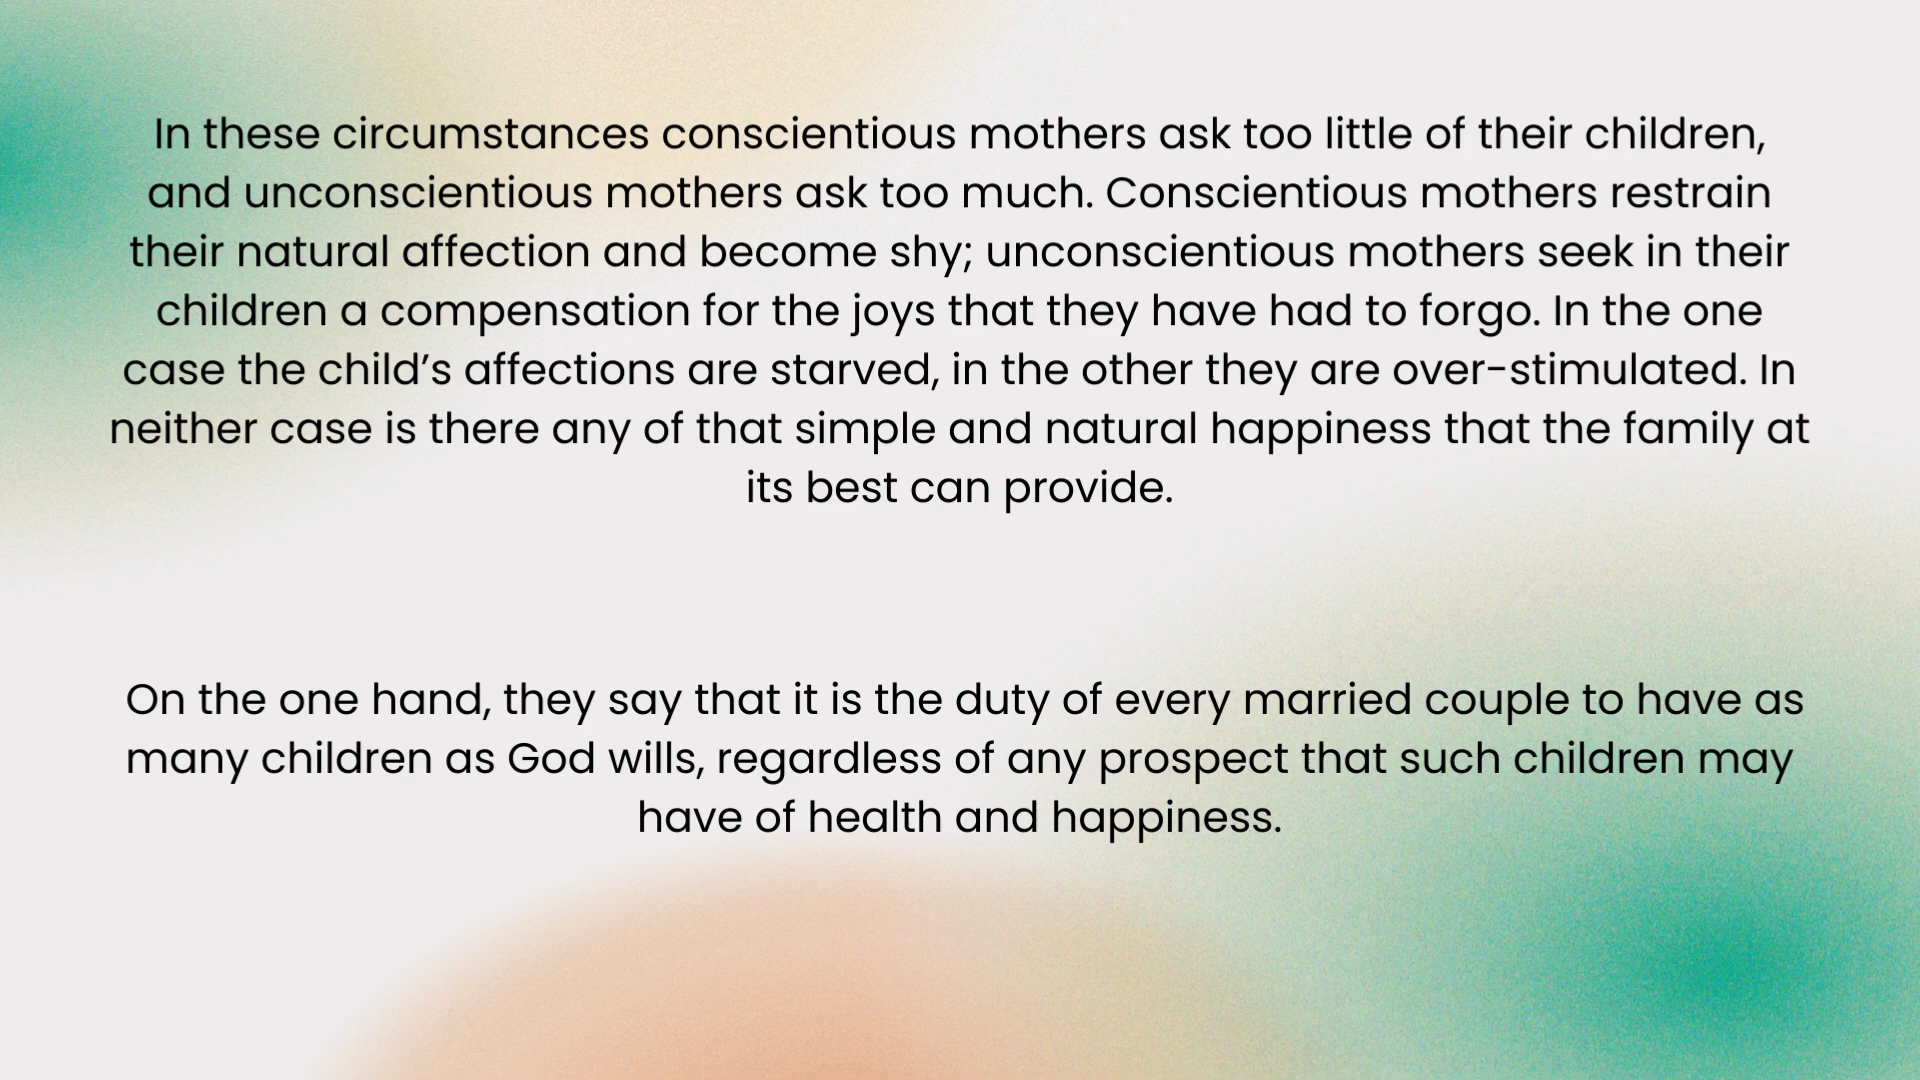 In these circumstances conscientious mothers ask too little of their children,
and unconscientious mothers ask too much. Conscientious mothers restrain
their natural affection and become shy; unconscientious mothers seek in their
children a compensation for the joys that they have had to forgo. In the one
case the child’s affections are starved, in the other they are over-stimulated. In
neither case is there any of that simple and natural happiness that the family at
its best can provide.
On the one hand, they say that it is the duty of every married couple to have as
many children as God wills, regardless of any prospect that such children may
have of health and happiness.